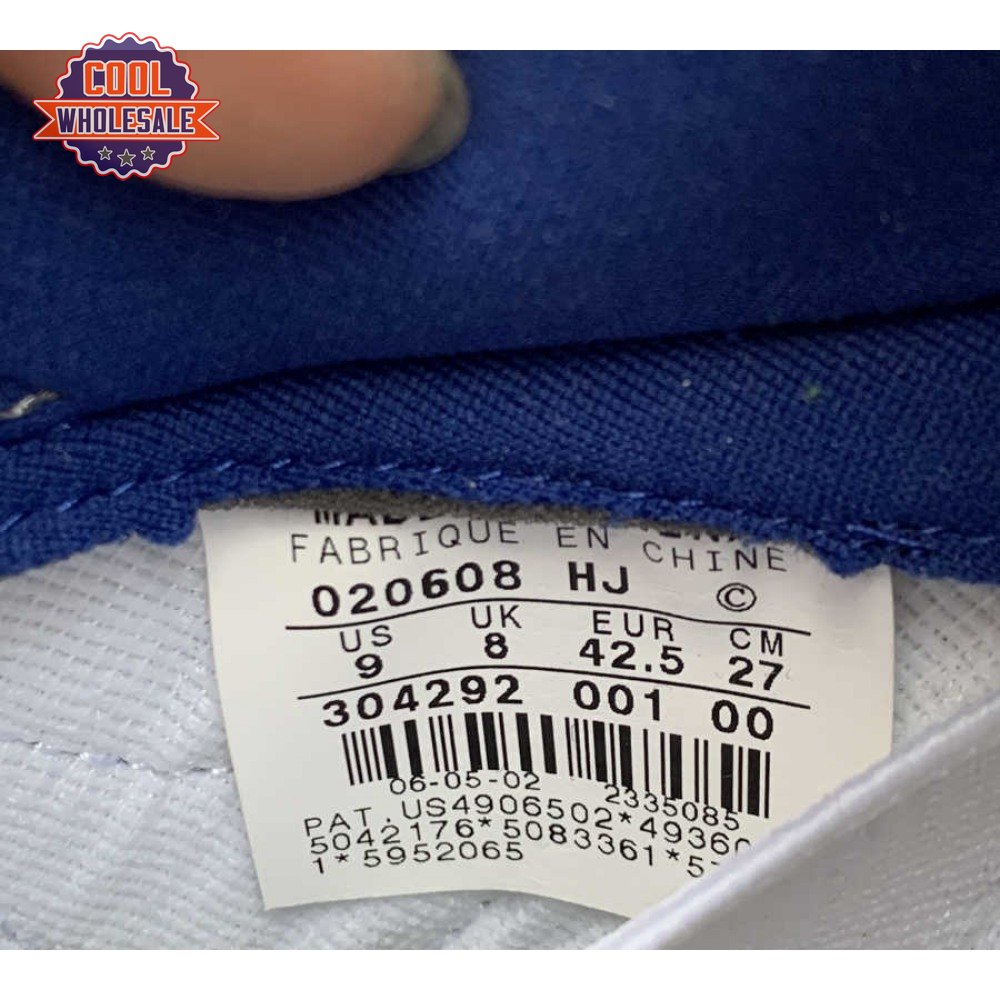 COOL
WHOLESALE
FABRIQUE EN CHINE
020608 HJ ©
US UK EUR CM
9 8 42.5 27
304292 001 00
06-05-02 2335085
PAT.US4906502*4936
5042176*5083361*5
1*5952065